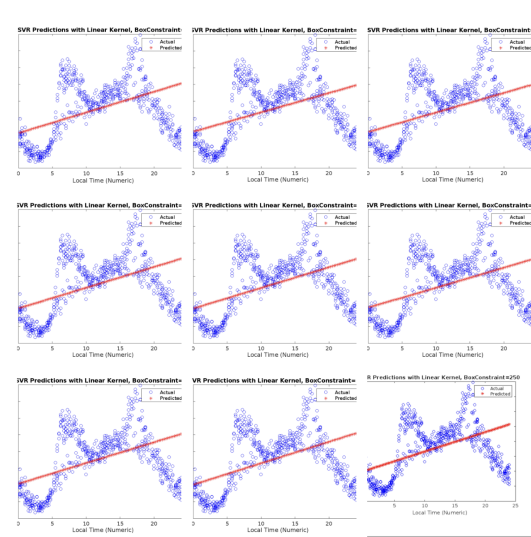 SVR Predictions with Linear Kernel, BoxConstraint
Actual
Predicted
0 5 10 15 20
Local Time (Numeric)
SVR Predictions with Linear Kernel, BoxConstraint=
Actual
Predicted
0 5 10 15 20
Local Time (Numeric)
SVR Predictions with Linear Kernel, BoxConstraint
Actual
Predicted
0 5 10 15 20
Local Time (Numeric)
SVR Predictions with Linear Kernel, BoxConstraint=
Actual
Predicted
0 5 10 15 20
Local Time (Numeric)
SVR Predictions with Linear Kernel, BoxConstraint=
Actual
Predicted
0 5 10 15 20
Local Time (Numeric)
SVR Predictions with Linear Kernel, BoxConstraint=
Actual
Predicted
0 5 10 15 20
Local Time (Numeric)
SVR Predictions with Linear Kernel, BoxConstraint=
Actual
Predicted
0 5 10 15 20
Local Time (Numeric)
VR Predictions with Linear Kernel, BoxConstraint=
Actual
Predicted
0 5 10 15 20
Local Time (Numeric)
R Predictions with Linear Kernel, BoxConstraint=250
Actual
Predicted
5 10 15 20 25
Local Time (Numeric)